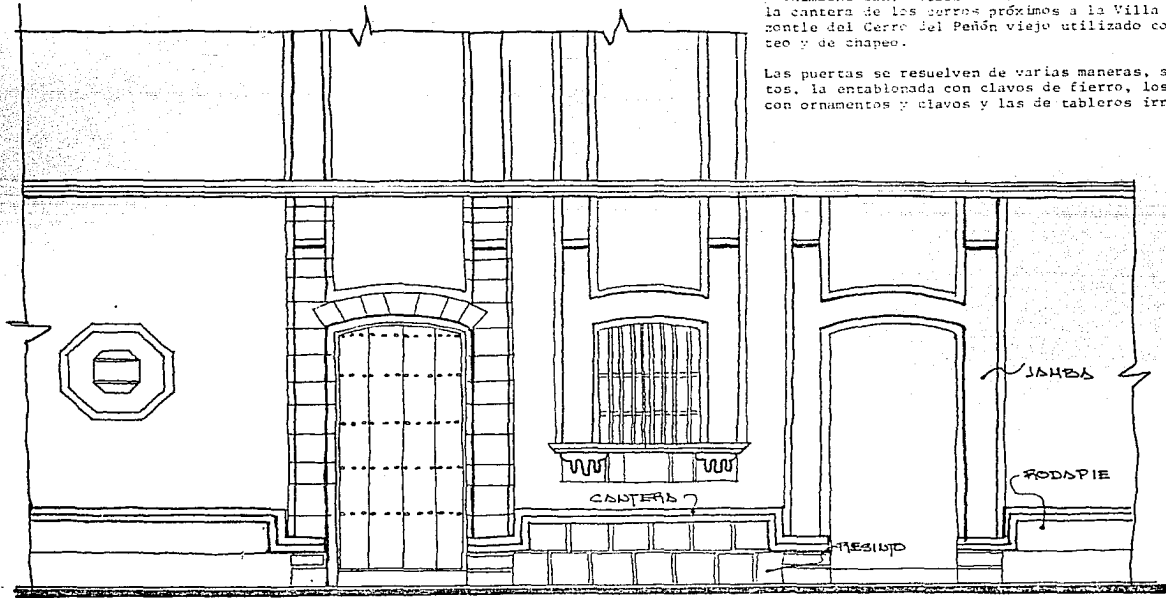 la cantera de los cerros próximos a la Villa
zontle del Cerro del Peñón viejo utilizado co
teo y de chapeo.
Las puertas se resuelven de varias maneras, s
tos, la entablonada con clavos de fierro, los
con ornamentos y clavos y las de tableros irr
JAMBA
RODAPIE
CANTERA
RESINTO